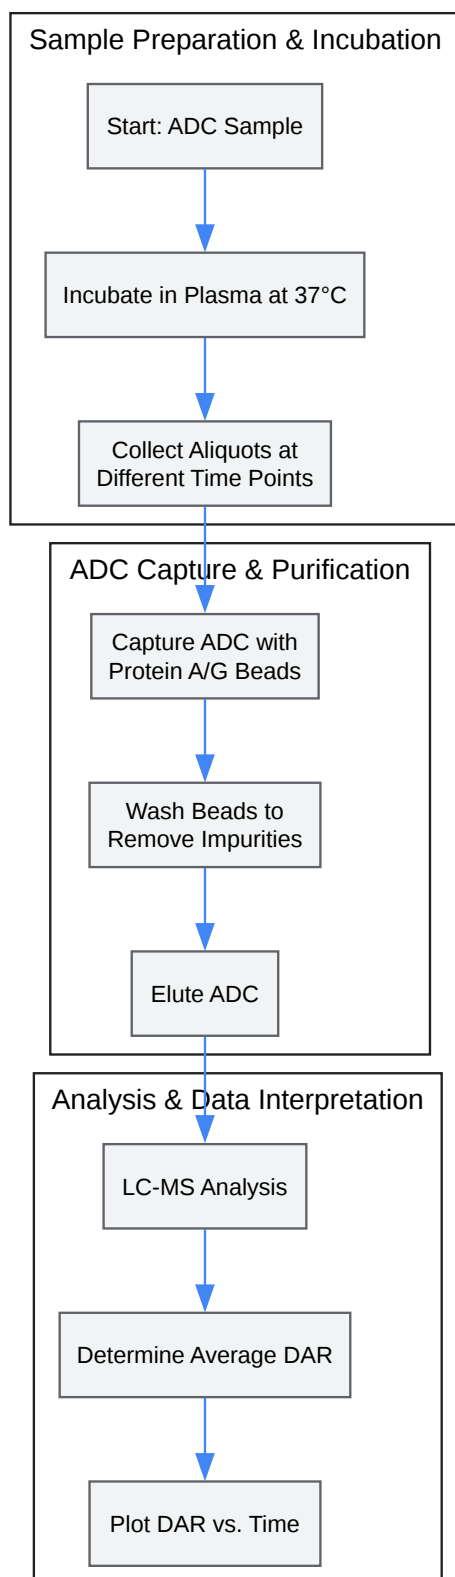 Sample Preparation & Incubation
Start: ADC Sample
Incubate in Plasma at 37°C
Collect Aliquots at
Different Time Points
ADC Capture & Purification
Capture ADC with
Protein A/G Beads
Wash Beads to
Remove Impurities
Elute ADC
Analysis & Data Interpretation
LC-MS Analysis
Determine Average DAR
Plot DAR vs. Time